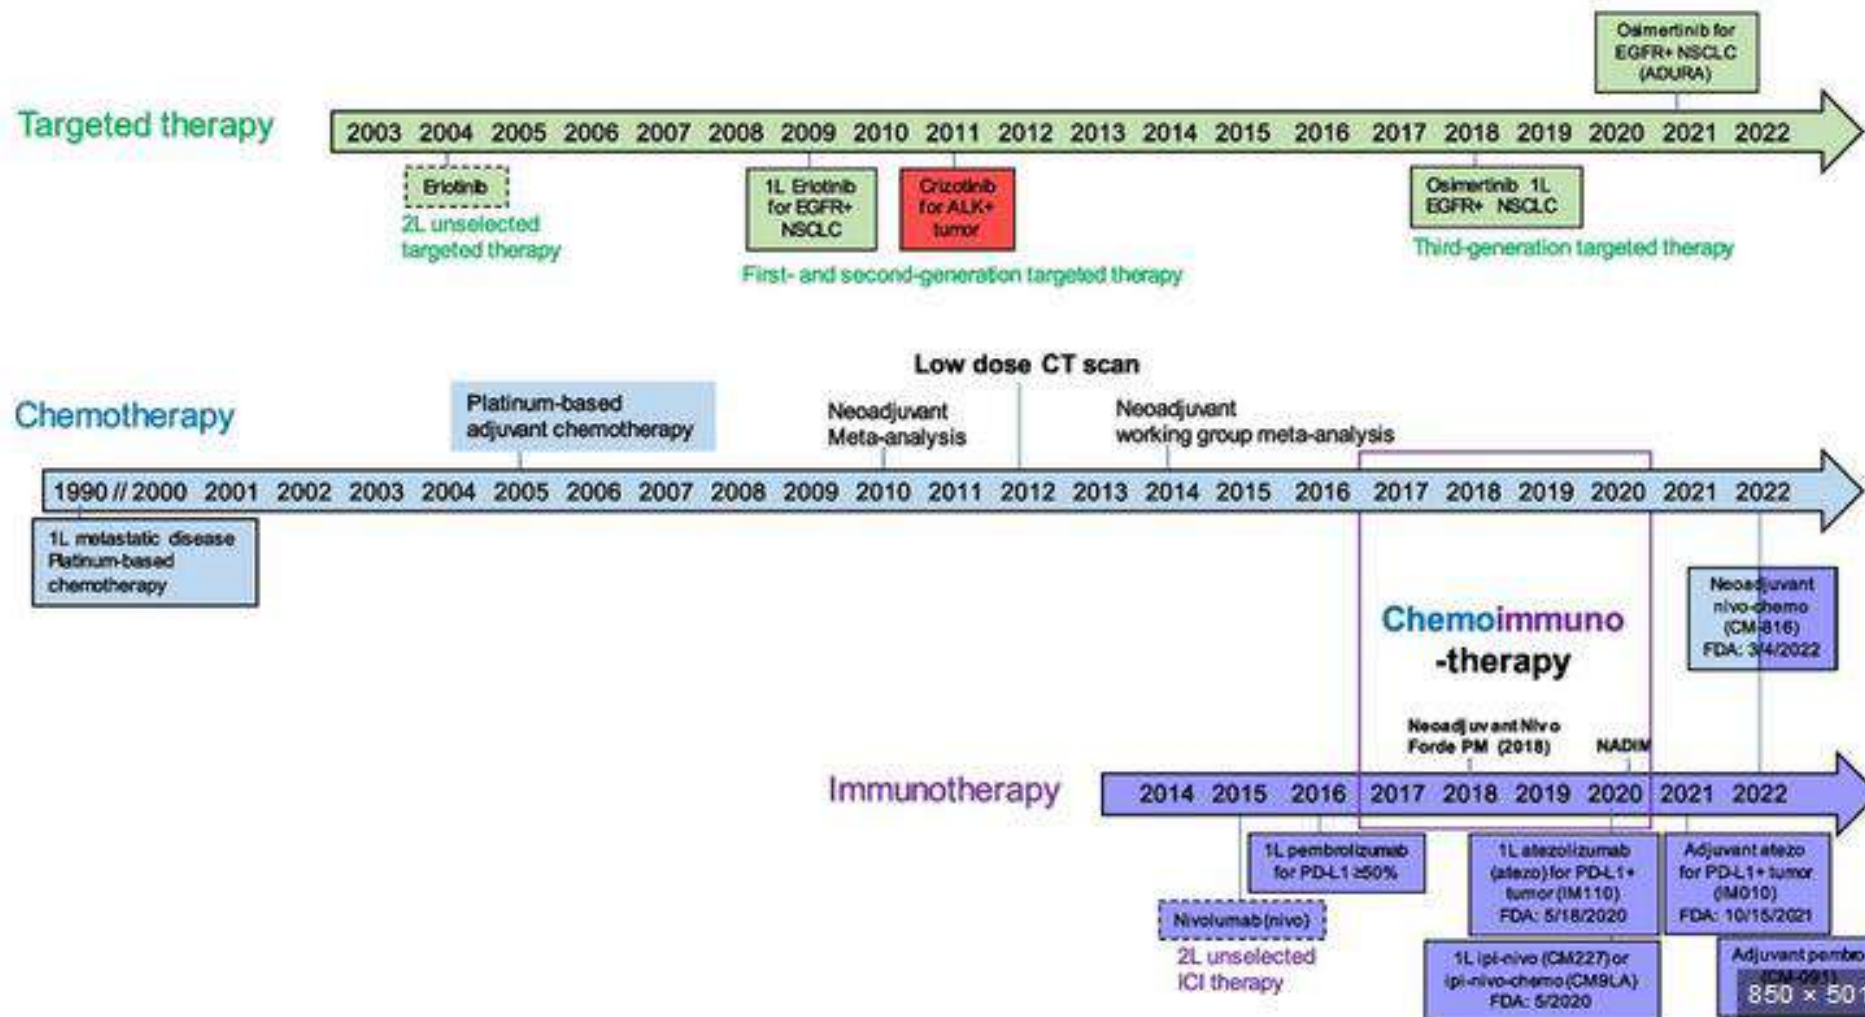 Osimertinib for
EGFR+ NSCLC
(ADURA)
Targeted therapy
2003 2004 2005 2006 2007 2008 2009 2010 2011 2012 2013 2014 2015 2016 2017 2018 2019 2020 2021 2022
Erlotinib
2L unselected
targeted therapy
1L Erlotinib
for EGFR+
NSCLC
Crizotinib
for ALK+
tumor
First- and second-generation targeted therapy
Osimertinib 1L
EGFR+ NSCLC
Third-generation targeted therapy
Low dose CT scan
Chemotherapy
Platinum-based
adjuvant chemotherapy
Neoadjuvant
Meta-analysis
Neoadjuvant
working group meta-analysis
1990 // 2000 2001 2002 2003 2004 2005 2006 2007 2008 2009 2010 2011 2012 2013 2014 2015 2016 2017 2018 2019 2020 2021 2022
1L metastatic disease
Platinum-based
chemotherapy
Chemoimmuno
-therapy
Neoadjuvant
nivo-chemo
(CM-816)
FDA: 3/4/2022
Neoadjuvant Nivo
Forde PM (2018)
NADIM
Immunotherapy
2014 2015 2016 2017 2018 2019 2020 2021 2022
1L pembrolizumab
for PD-L1 ≥50%
Nivolumab (nivo)
2L unselected
ICI therapy
1L atezolizumab
(atezo) for PD-L1+
tumor (IM110)
FDA: 5/18/2020
Adjuvant atezo
for PD-L1+ tumor
(IM010)
FDA: 10/15/2021
1L ipi-nivo (CM227) or
ipi-nivo-chemo (CM9LA)
FDA: 5/2020
Adjuvant pembro
850 × 501